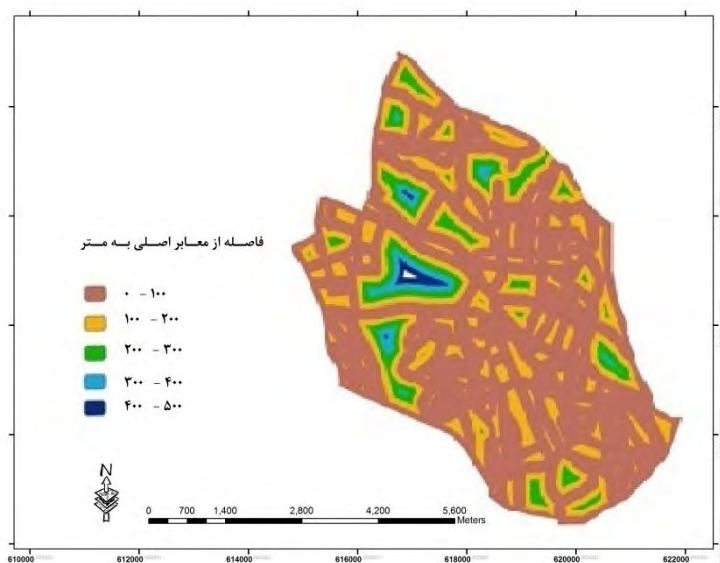 فاصله از معابر اصلی به متر
۰ - ۱۰۰
۱۰۰ - ۲۰۰
۲۰۰ - ۳۰۰
۳۰۰ - ۴۰۰
۴۰۰ - ۵۰۰
N
0 700 1,400 2,800 4,200 5,600
Meters
610000 612000 614000 616000 618000 620000 622000